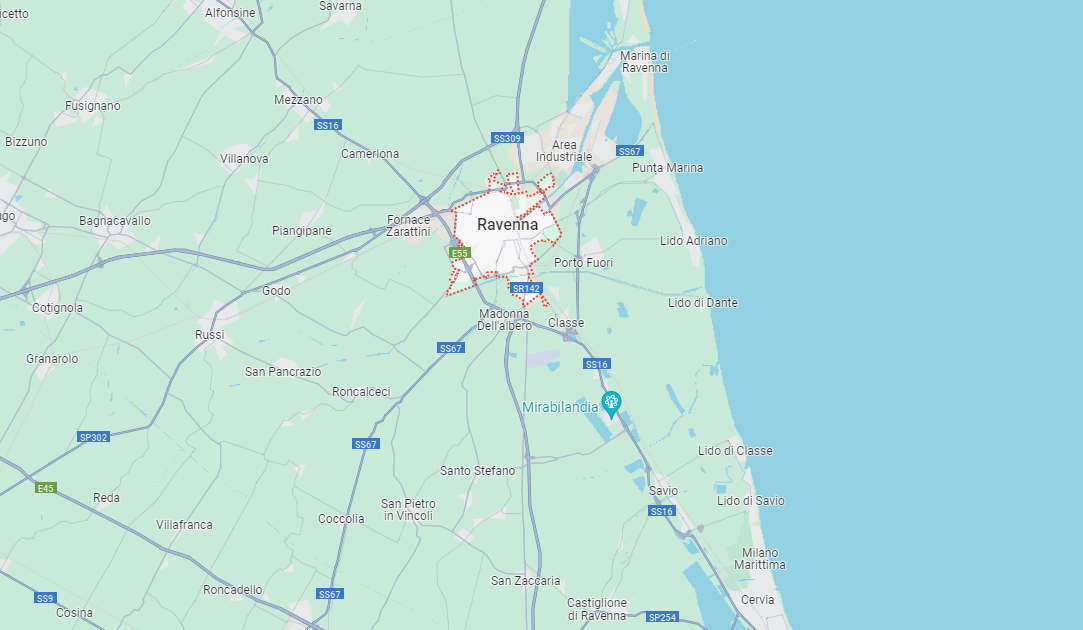 icetto
Alfonsine
Savarna
Marina di
Ravenna
Fusignano
Mezzano
SS16
SS309
Bizzuno
Villanova
Camerlona
Area
Industriale
SS67
Punta Marina
ngo
Bagnacavallo
Piangipane
Fornace
Zarattini
Ravenna
Lido Adriano
E55
Porto Fuori
Godo
SR142
Lido di Dante
Cotignola
Madonna
Dell'albero
Classe
Russi
SS67
Granarolo
SS16
San Pancrazio
Roncalceci
Mirabilandia
SP302
SS67
Lido di Classe
Santo Stefano
E45
Reda
Savio
Lido di Savio
San Pietro
in Vincoli
SS16
Coccolia
Villafranca
Milano
Marittima
San Zaccaria
Roncadello
SS67
SS9
Cosina
Castiglione
di Ravenna
Cervia
SP254